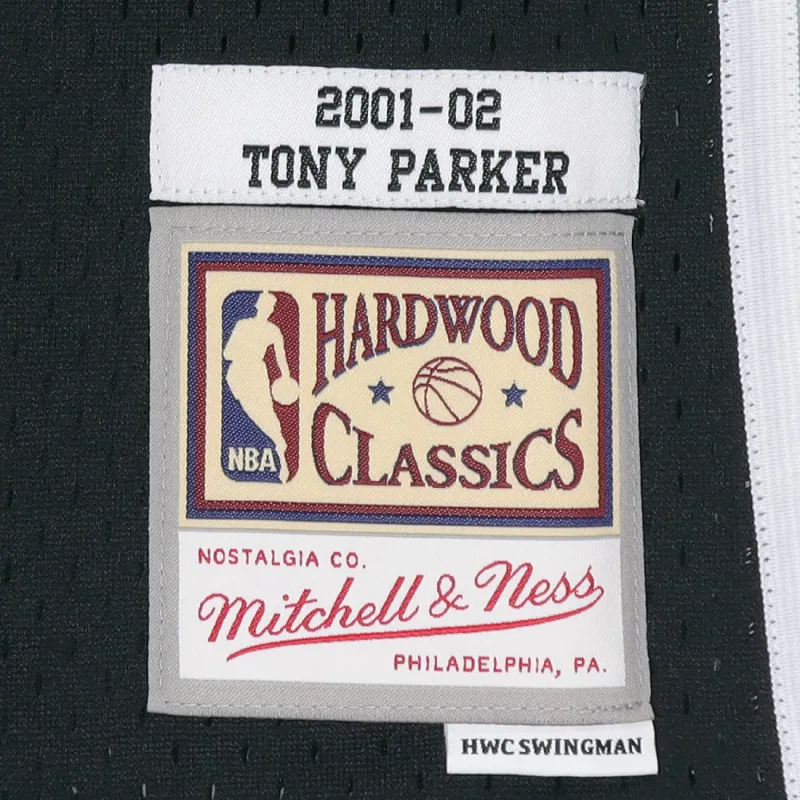 2001-02
TONY PARKER
HARDWOOD
CLASSICS
NBA
NOSTALGIA CO.
Mitchell & Ness
PHILADELPHIA, PA.
HWC SWINGMAN